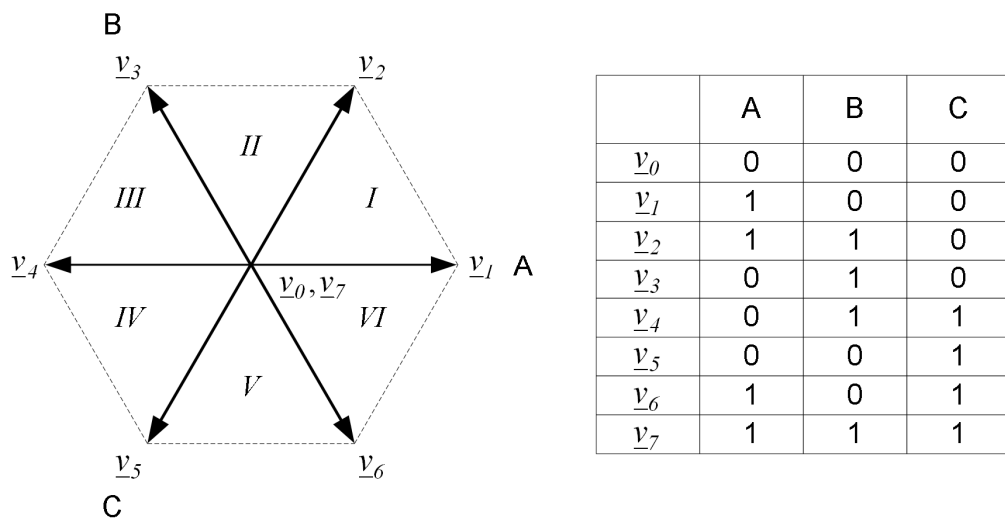 B
v3
v2
II
III
I
v4
v1 A
v0, v7
IV
VI
V
v5
v6
C
A B C
v0 0 0 0
v1 1 0 0
v2 1 1 0
v3 0 1 0
v4 0 1 1
v5 0 0 1
v6 1 0 1
v7 1 1 1